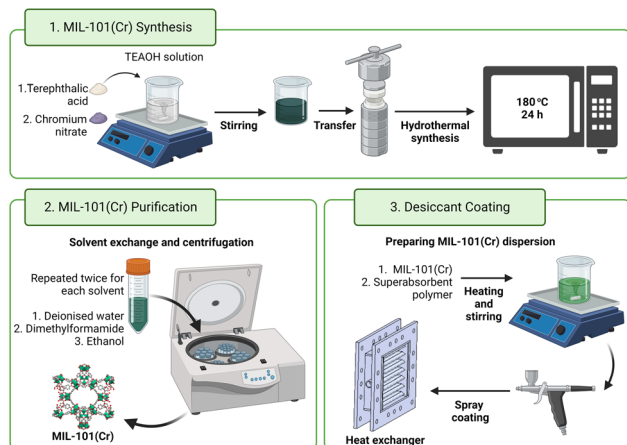 1. MIL-101(Cr) Synthesis
TEAOH solution
1.Terephthalic
acid
2. Chromium
nitrate
Stirring
Transfer
Hydrothermal
synthesis
180 °C
24 h
2. MIL-101(Cr) Purification
Solvent exchange and centrifugation
Repeated twice for
each solvent
1. Deionised water
2. Dimethylformamide
3. Ethanol
MIL-101(Cr)
3. Desiccant Coating
Preparing MIL-101(Cr) dispersion
1. MIL-101(Cr)
2. Superabsorbent
polymer
Heating
and
stirring
Spray
coating
Heat exchanger